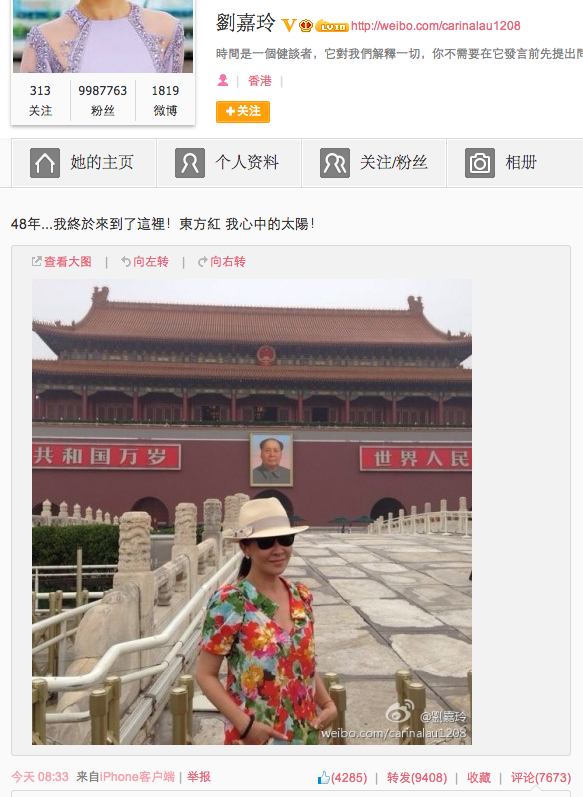 劉嘉玲 V LV10 http://weibo.com/carinalau1208
時間是一個健談者，它對我們解釋一切，你不需要在它發言前先提出
313 9987763 1819
关注 粉丝 微博
香港
+关注
她的主页 个人资料 关注/粉丝 相册
48年...我終於來到了這裡！東方紅 我心中的太陽！
查看大图 | 向左转 | 向右转
共和国万岁
世界人民
@劉嘉玲
weibo.com/carinalau1208
今天 08:33 来自iPhone客户端 | 举报
(4285) | 转发(9408) | 收藏 | 评论(7673)